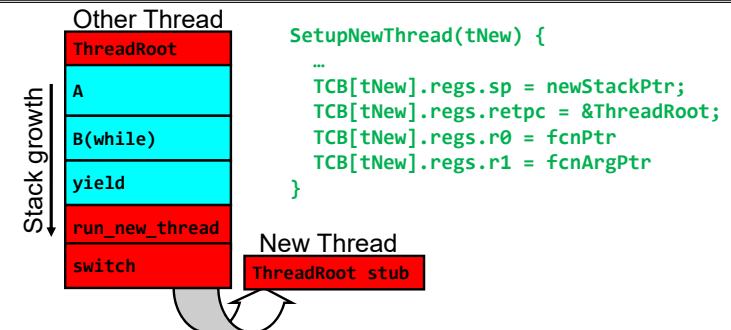 Other Thread
ThreadRoot
A
B(while)
yield
run_new_thread
switch
Stack growth
New Thread
ThreadRoot stub
SetupNewThread(tNew) {
…
TCB[tNew].regs.sp = newStackPtr;
TCB[tNew].regs.retpc = &ThreadRoot;
TCB[tNew].regs.r0 = fcnPtr
TCB[tNew].regs.r1 = fcnArgPtr
}